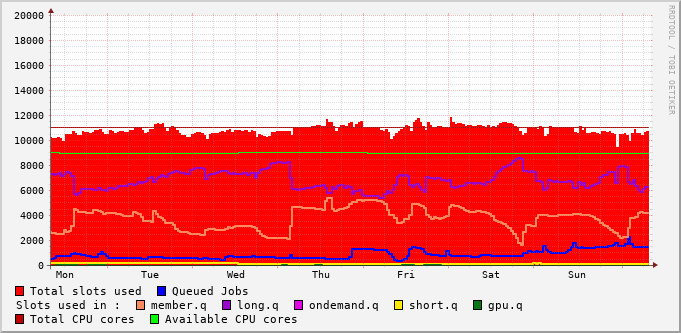 20000
18000
16000
14000
12000
10000
8000
6000
4000
2000
0
Mon Tue Wed Thu Fri Sat Sun
RRDTOOL / TOBI OETIKER
Total slots used Queued Jobs
Slots used in : member.q long.q ondemand.q short.q gpu.q
Total CPU cores Available CPU cores